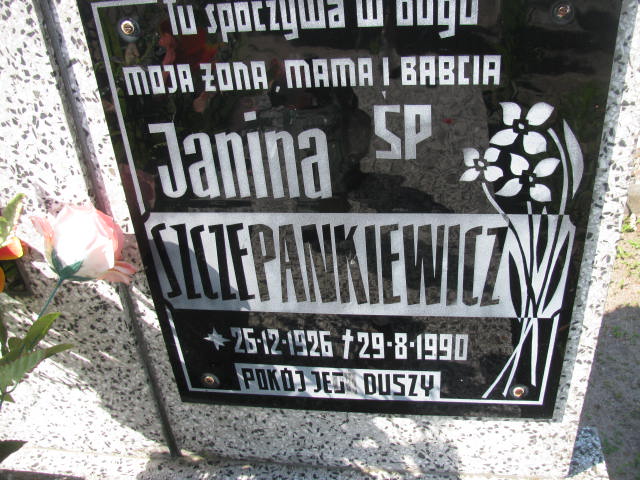 Tu spoczywa w Bogu
MOJA ŻONA, MAMA I BABCIA
Janina ŚP
SZCZEPANKIEWICZ
26·12·1926 †29·8·1990
POKÓJ JEJ DUSZY